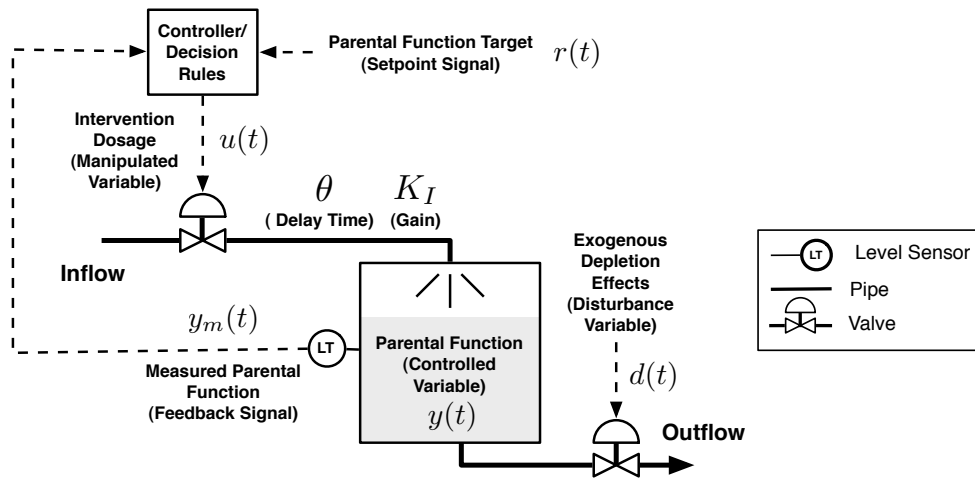 Controller/
Decision
Rules
Parental Function Target
(Setpoint Signal)
r(t)
Intervention
Dosage
(Manipulated
Variable)
u(t)
θ
( Delay Time)
K_I
(Gain)
Inflow
Exogenous
Depletion
Effects
(Disturbance
Variable)
LT
Level Sensor
Pipe
Valve
y_m(t)
LT
Measured Parental
Function
(Feedback Signal)
Parental Function
(Controlled
Variable)
y(t)
d(t)
Outflow